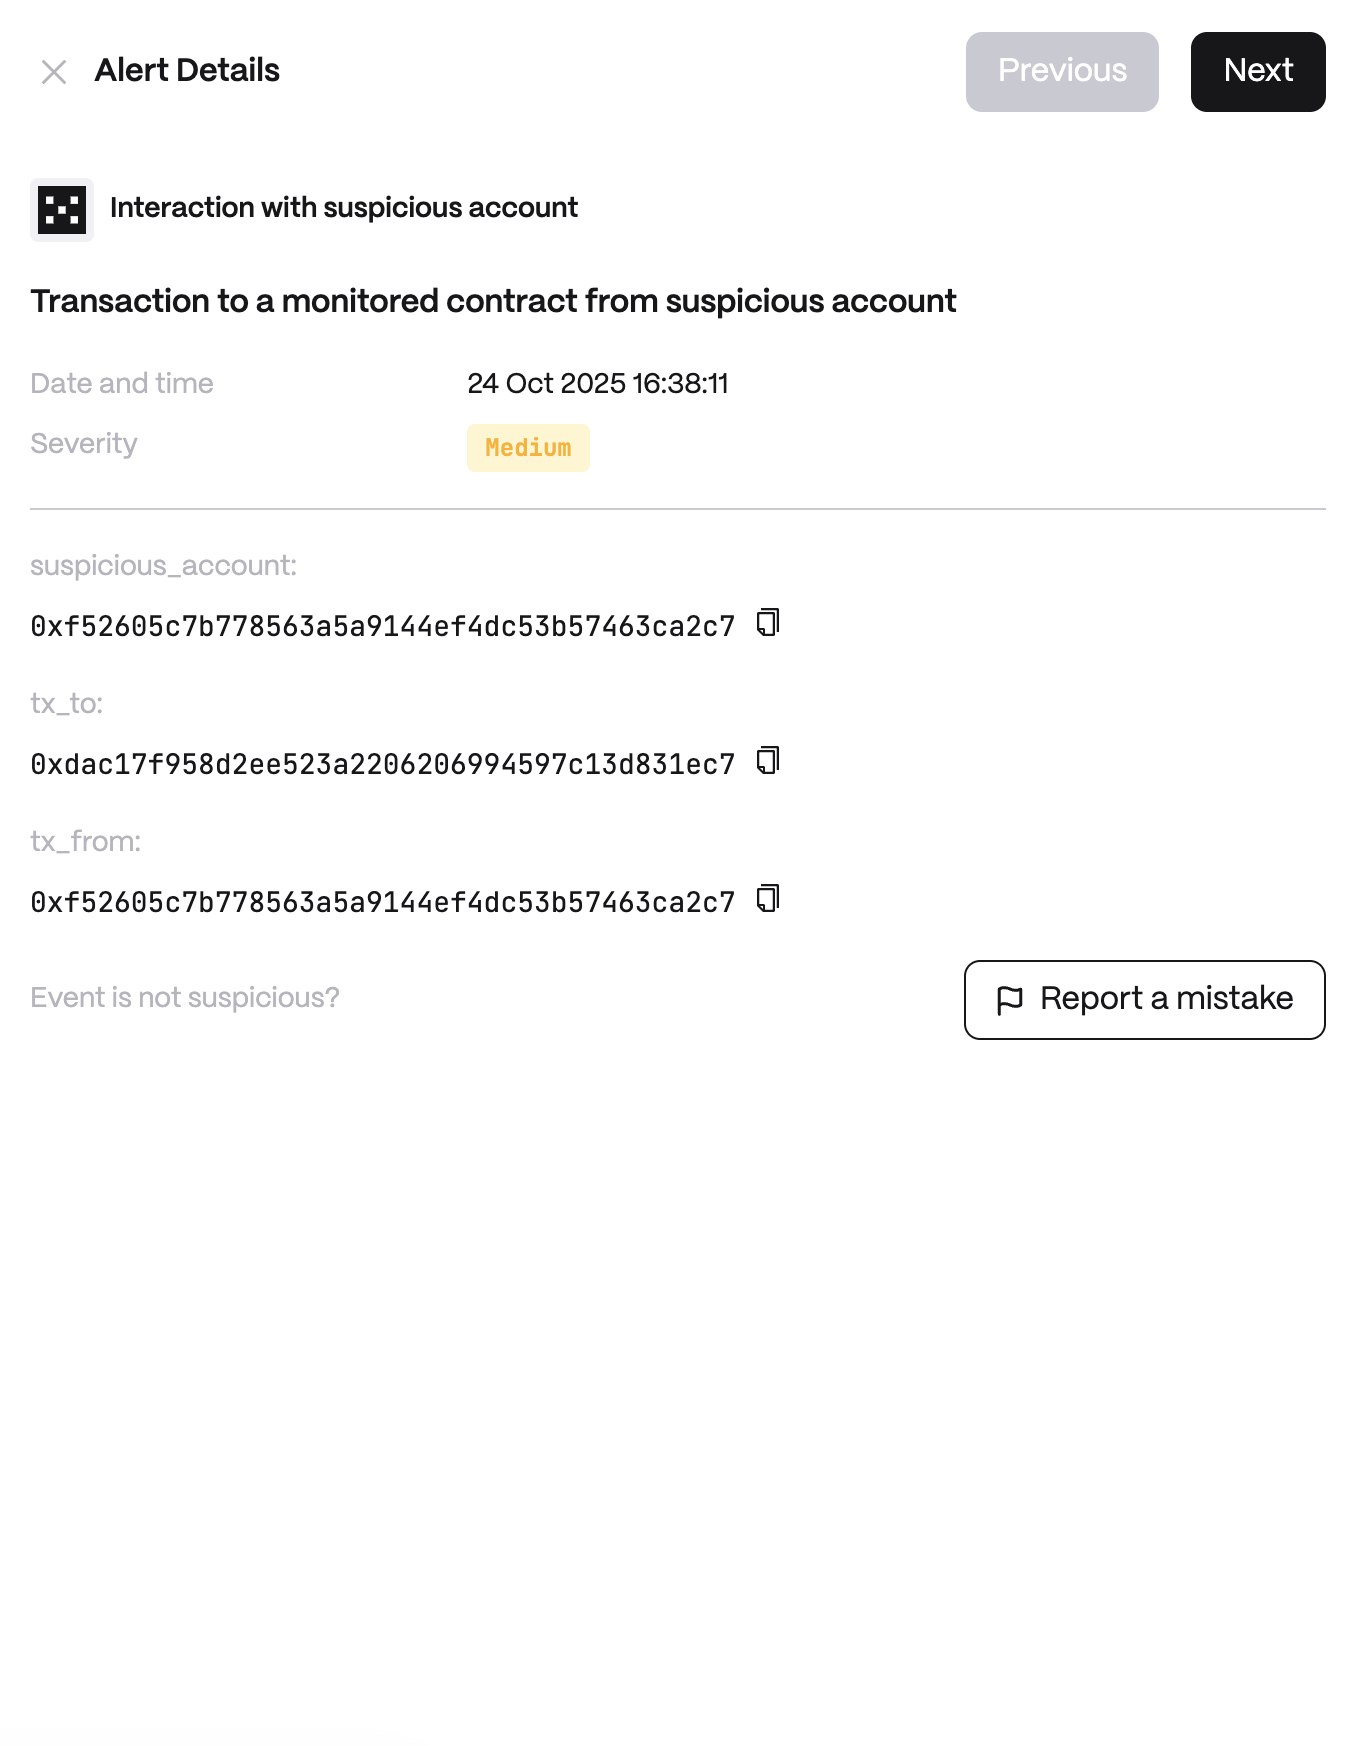 Alert Details
Previous
Next
Interaction with suspicious account
Transaction to a monitored contract from suspicious account
Date and time
24 Oct 2025 16:38:11
Severity
Medium
suspicious_account:
0xf52605c7b778563a5a9144ef4dc53b57463ca2c7
tx_to:
0xdac17f958d2ee523a2206206994597c13d831ec7
tx_from:
0xf52605c7b778563a5a9144ef4dc53b57463ca2c7
Event is not suspicious?
Report a mistake